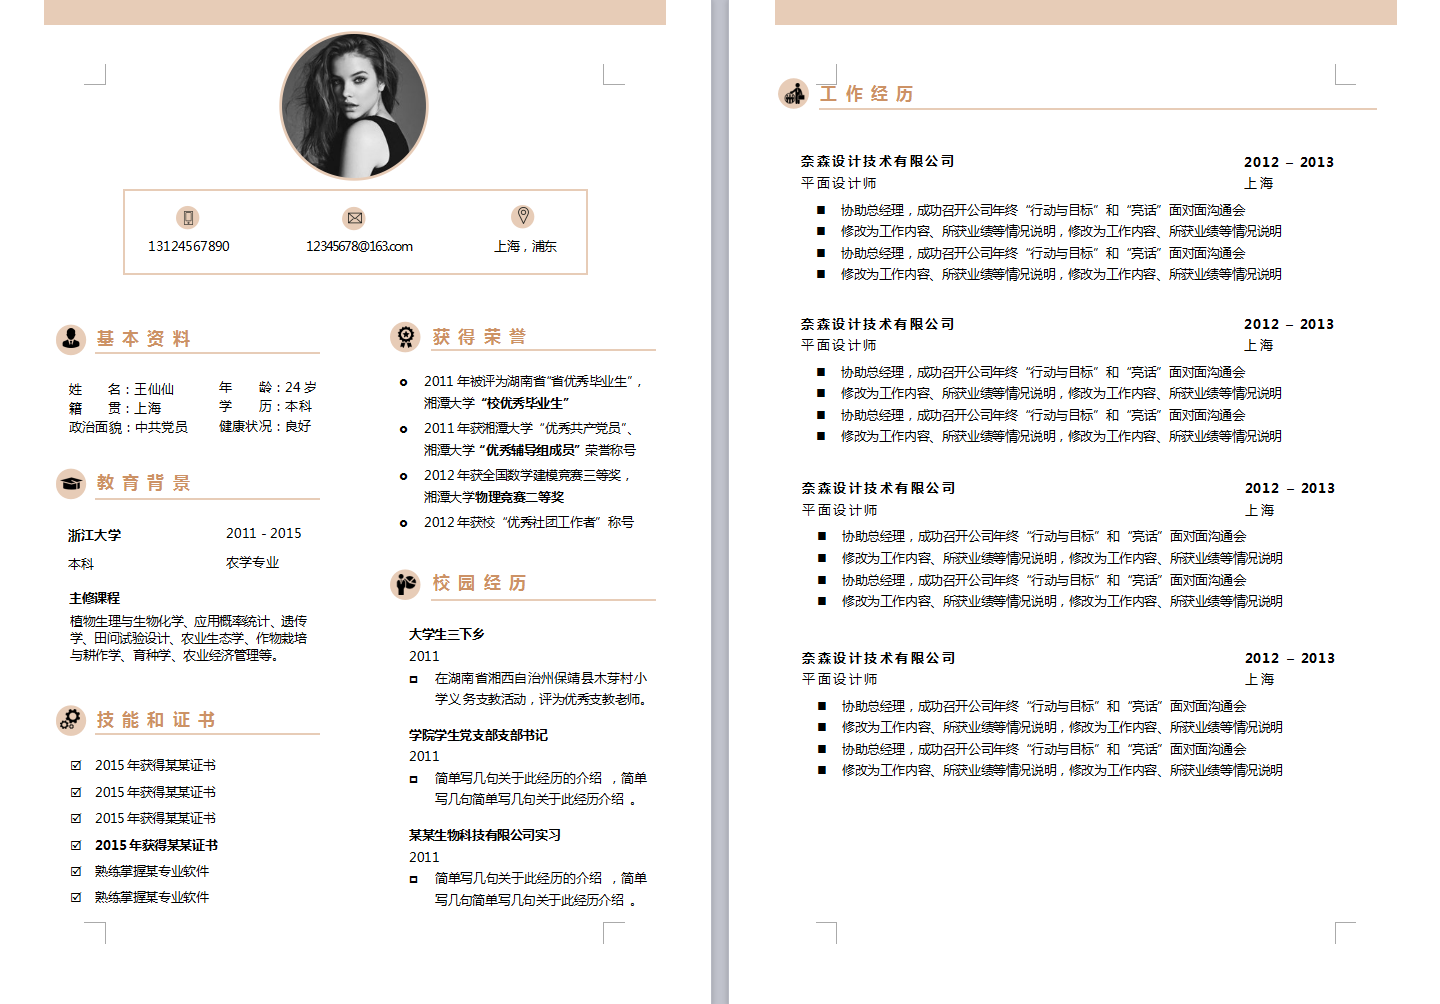 13124567890
12345678@163.com
上海，浦东
基本资料
姓　　名：王仙仙
年　　龄：24 岁
籍　　贯：上海
学　　历：本科
政治面貌：中共党员
健康状况：良好
教育背景
浙江大学
2011 - 2015
本科
农学专业
主修课程
植物生理与生物化学、应用概率统计、遗传
学、田间试验设计、农业生态学、作物栽培
与耕作学、育种学、农业经济管理等。
技能和证书
2015 年获得某某证书
2015 年获得某某证书
2015 年获得某某证书
2015 年获得某某证书
熟练掌握某专业软件
熟练掌握某专业软件
获得荣誉
2011 年被评为湖南省“省优秀毕业生”，
湘潭大学“校优秀毕业生”
2011 年获湘潭大学“优秀共产党员”、
湘潭大学“优秀辅导组成员”荣誉称号
2012 年获全国数学建模竞赛三等奖，
湘潭大学物理竞赛二等奖
2012 年获校“优秀社团工作者”称号
校园经历
大学生三下乡
2011
在湖南省湘西自治州保靖县木芽村小
学义务支教活动，评为优秀支教老师。
学院学生党支部支部书记
2011
简单写几句关于此经历的介绍 ，简单
写几句简单写几句关于此经历介绍 。
某某生物科技有限公司实习
2011
简单写几句关于此经历的介绍 ，简单
写几句简单写几句关于此经历介绍 。
工作经历
奈森设计技术有限公司
2012 – 2013
平面设计师
上海
■ 协助总经理，成功召开公司年终“行动与目标”和“亮话”面对面沟通会
■ 修改为工作内容、所获业绩等情况说明，修改为工作内容、所获业绩等情况说明
■ 协助总经理，成功召开公司年终“行动与目标”和“亮话”面对面沟通会
■ 修改为工作内容、所获业绩等情况说明，修改为工作内容、所获业绩等情况说明
奈森设计技术有限公司
2012 – 2013
平面设计师
上海
■ 协助总经理，成功召开公司年终“行动与目标”和“亮话”面对面沟通会
■ 修改为工作内容、所获业绩等情况说明，修改为工作内容、所获业绩等情况说明
■ 协助总经理，成功召开公司年终“行动与目标”和“亮话”面对面沟通会
■ 修改为工作内容、所获业绩等情况说明，修改为工作内容、所获业绩等情况说明
奈森设计技术有限公司
2012 – 2013
平面设计师
上海
■ 协助总经理，成功召开公司年终“行动与目标”和“亮话”面对面沟通会
■ 修改为工作内容、所获业绩等情况说明，修改为工作内容、所获业绩等情况说明
■ 协助总经理，成功召开公司年终“行动与目标”和“亮话”面对面沟通会
■ 修改为工作内容、所获业绩等情况说明，修改为工作内容、所获业绩等情况说明
奈森设计技术有限公司
2012 – 2013
平面设计师
上海
■ 协助总经理，成功召开公司年终“行动与目标”和“亮话”面对面沟通会
■ 修改为工作内容、所获业绩等情况说明，修改为工作内容、所获业绩等情况说明
■ 协助总经理，成功召开公司年终“行动与目标”和“亮话”面对面沟通会
■ 修改为工作内容、所获业绩等情况说明，修改为工作内容、所获业绩等情况说明